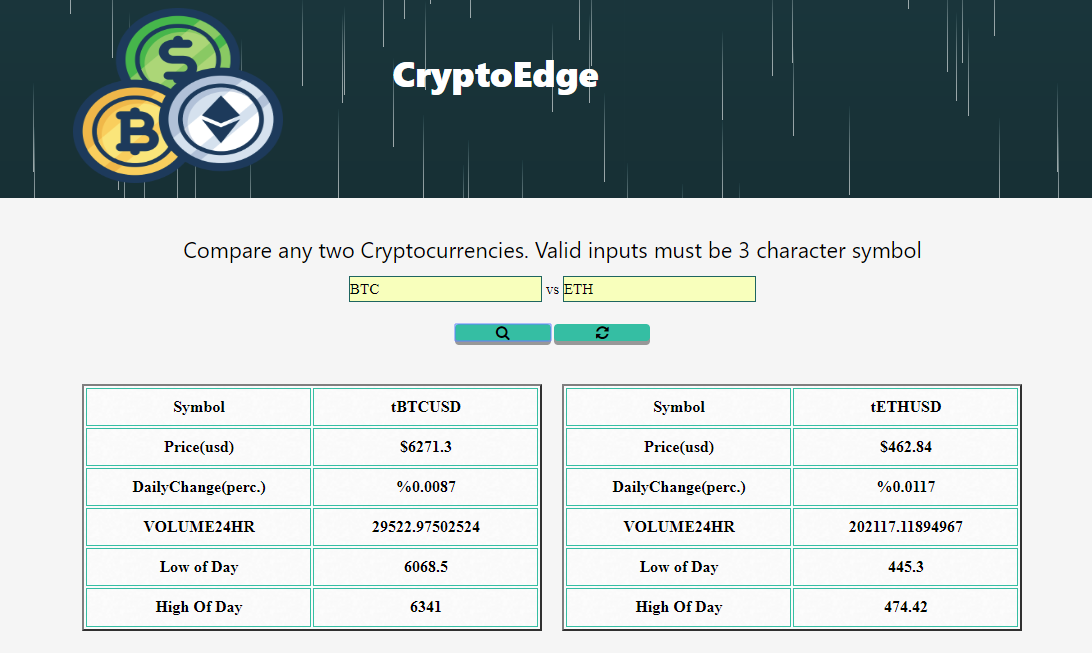 CryptoEdge
Compare any two Cryptocurrencies. Valid inputs must be 3 character symbol
BTC vs ETH
Symbol tBTCUSD
Price(usd) $6271.3
DailyChange(perc.) %0.0087
VOLUME24HR 29522.97502524
Low of Day 6068.5
High Of Day 6341
Symbol tETHUSD
Price(usd) $462.84
DailyChange(perc.) %0.0117
VOLUME24HR 202117.11894967
Low of Day 445.3
High Of Day 474.42